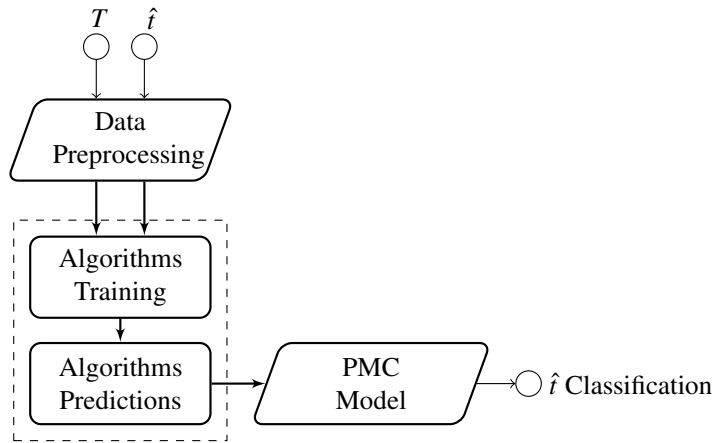 T t̂
Data
Preprocessing
Algorithms
Training
Algorithms
Predictions
PMC
Model
t̂ Classification